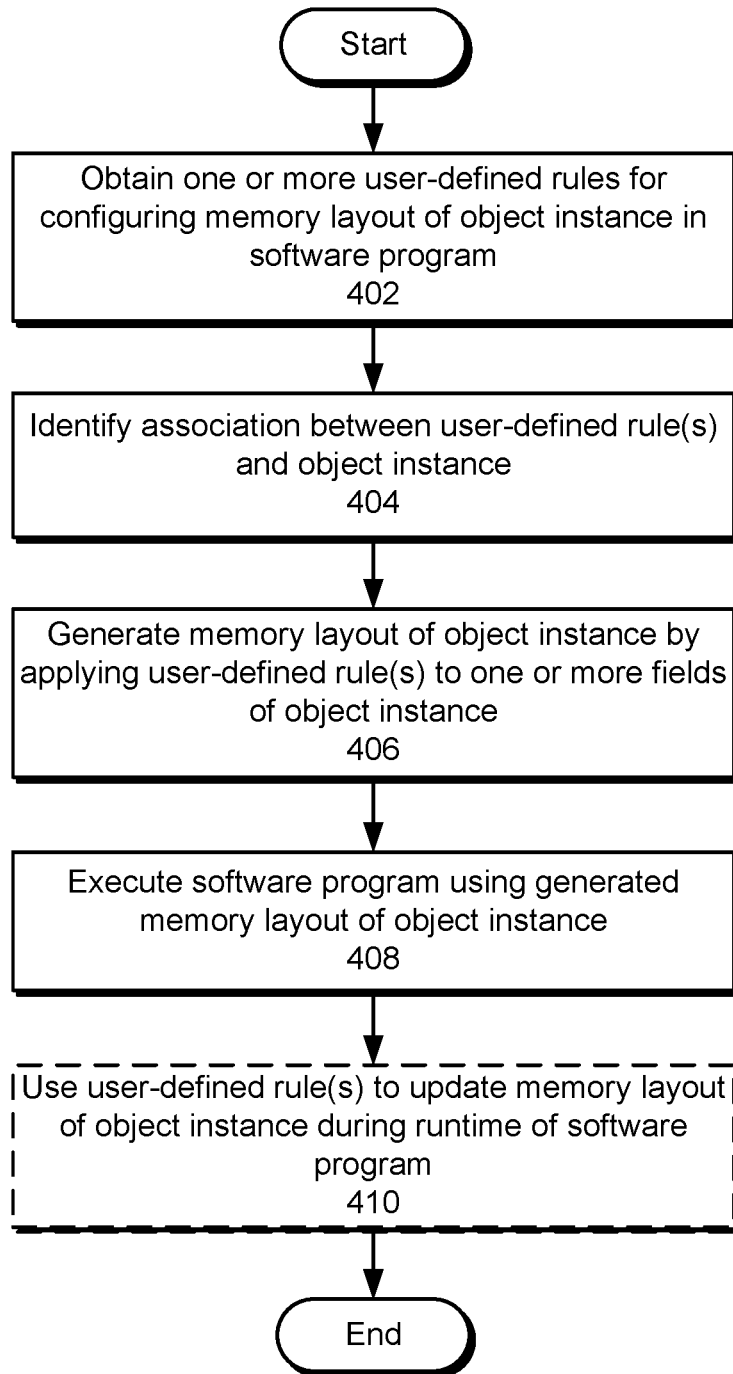 Start
Obtain one or more user-defined rules for
configuring memory layout of object instance in
software program
402
Identify association between user-defined rule(s)
and object instance
404
Generate memory layout of object instance by
applying user-defined rule(s) to one or more fields
of object instance
406
Execute software program using generated
memory layout of object instance
408
Use user-defined rule(s) to update memory layout
of object instance during runtime of software
program
410
End